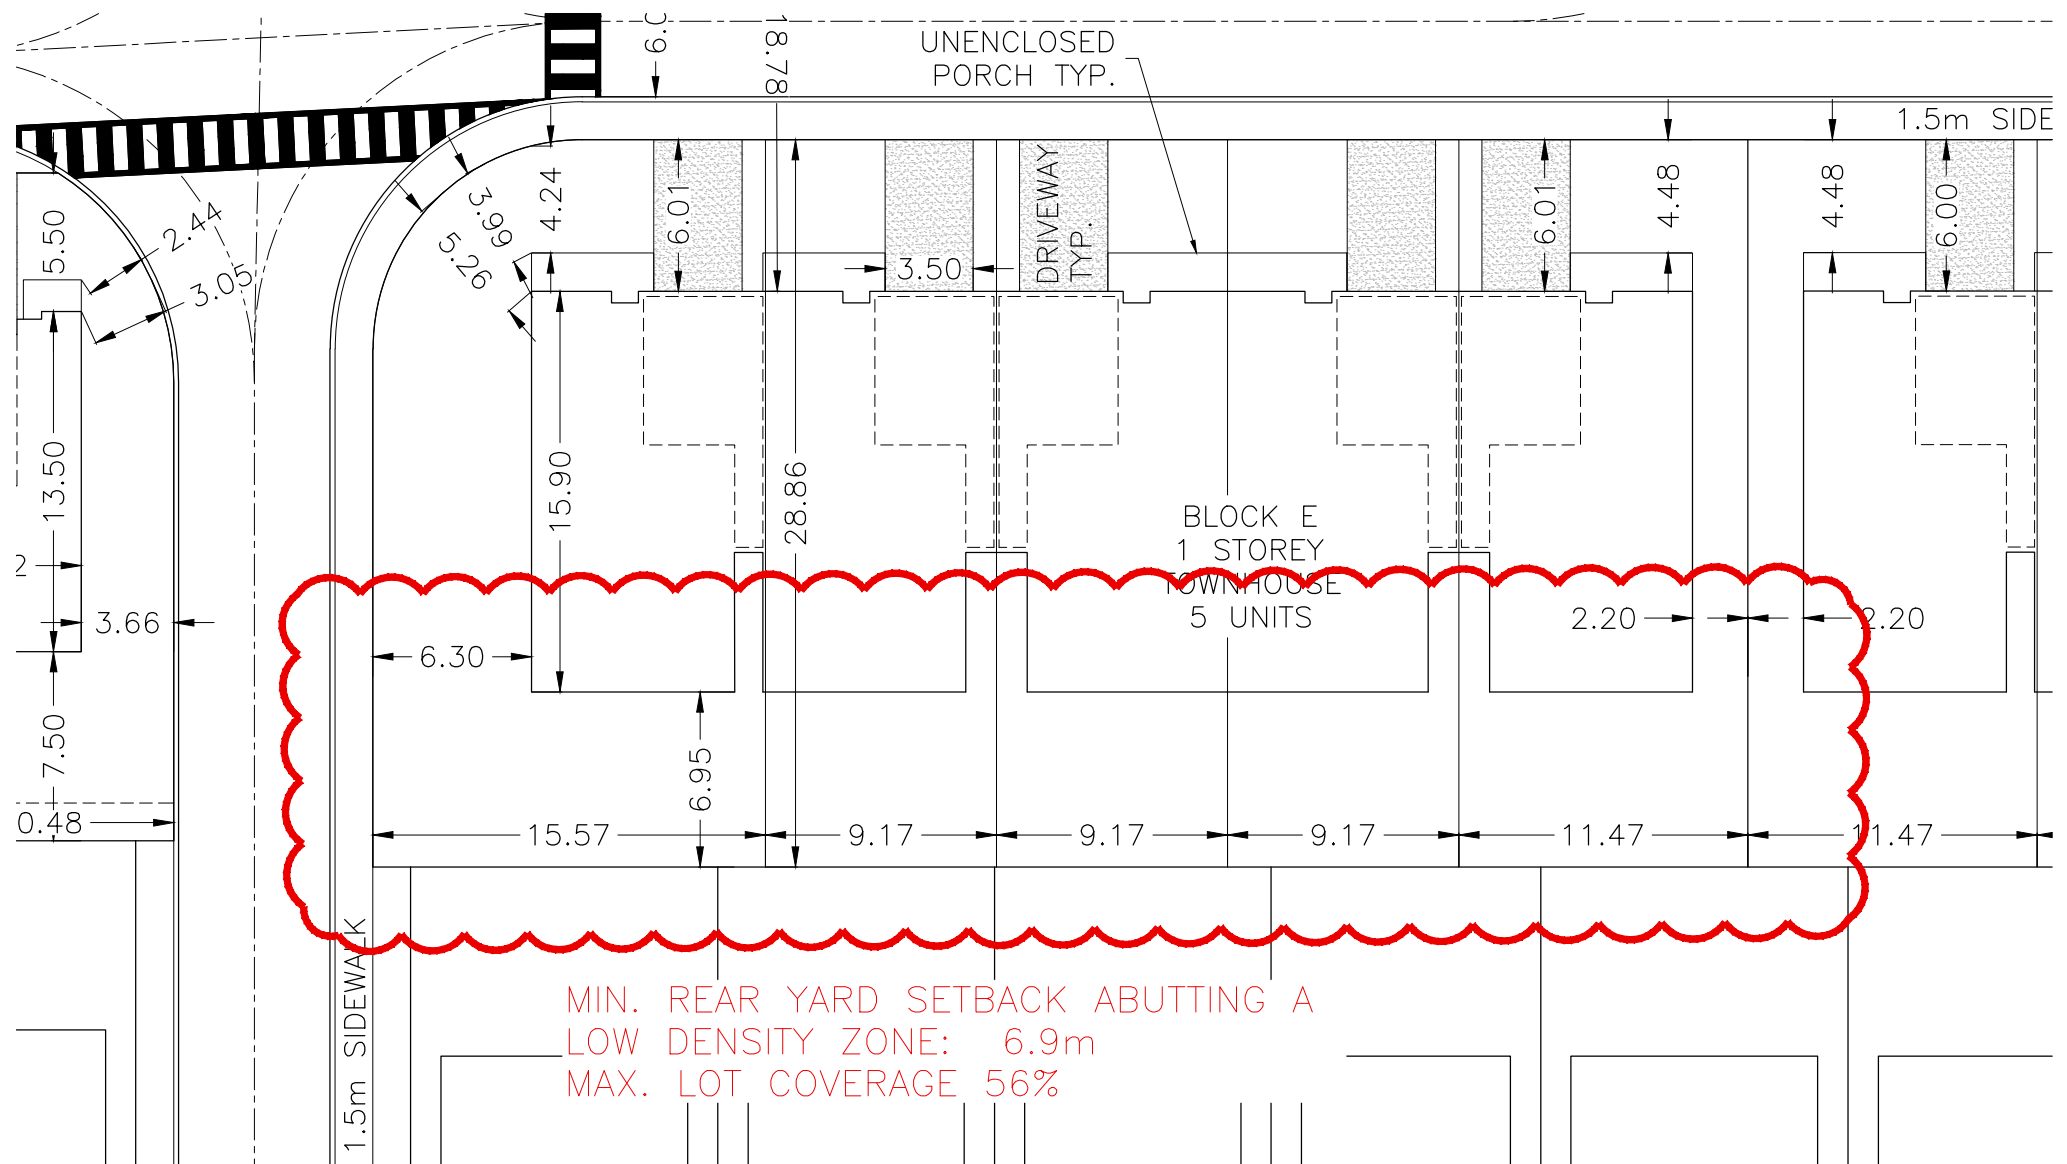 UNENCLOSED
PORCH TYP.
18.78
1.5m SIDE
5.50
2.44
3.05
3.99
5.26
4.24
6.01
3.50
DRIVEWAY
TYP.
6.01
4.48
4.48
6.00
13.50
15.90
28.86
BLOCK E
1 STOREY
TOWNHOUSE
5 UNITS
2
3.66
6.30
2.20
2.20
7.50
6.95
0.48
15.57
9.17
9.17
9.17
11.47
11.47
1.5m SIDEWALK
MIN. REAR YARD SETBACK ABUTTING A
LOW DENSITY ZONE: 6.9m
MAX. LOT COVERAGE 56%